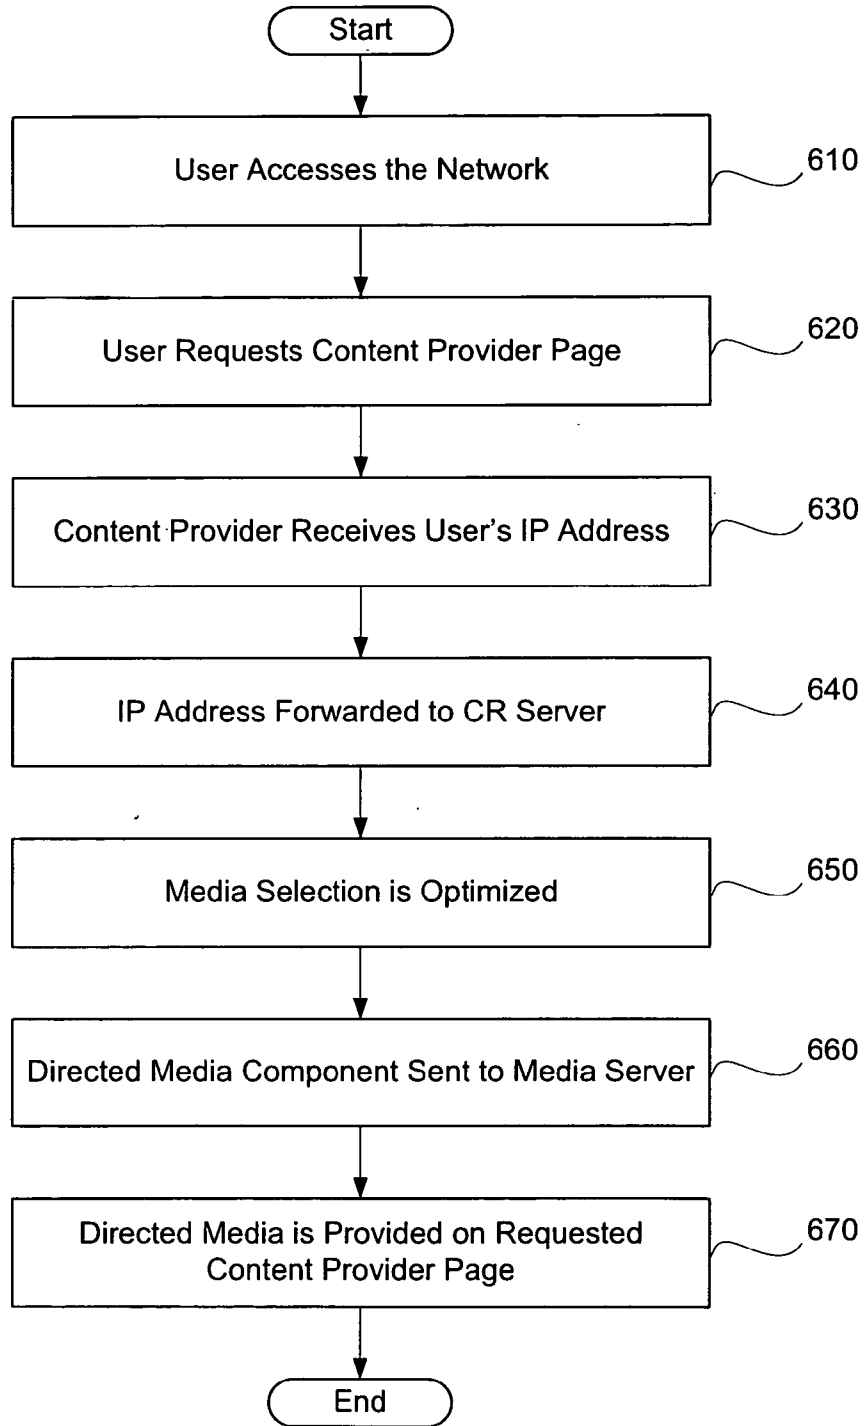 Start
User Accesses the Network
610
User Requests Content Provider Page
620
Content Provider Receives User's IP Address
630
IP Address Forwarded to CR Server
640
Media Selection is Optimized
650
Directed Media Component Sent to Media Server
660
Directed Media is Provided on Requested
Content Provider Page
670
End